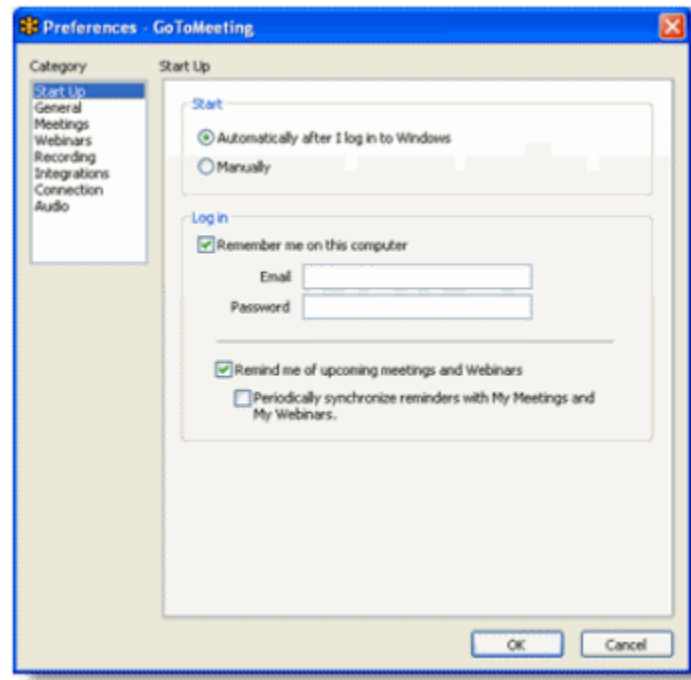 Preferences - GoToMeeting
Category
Start Up
General
Meetings
Webinars
Recording
Integrations
Connection
Audio
Start Up
Start
Automatically after I log in to Windows
Manually
Log in
Remember me on this computer
Email
Password
Remind me of upcoming meetings and Webinars
Periodically synchronize reminders with My Meetings and
My Webinars.
OK
Cancel